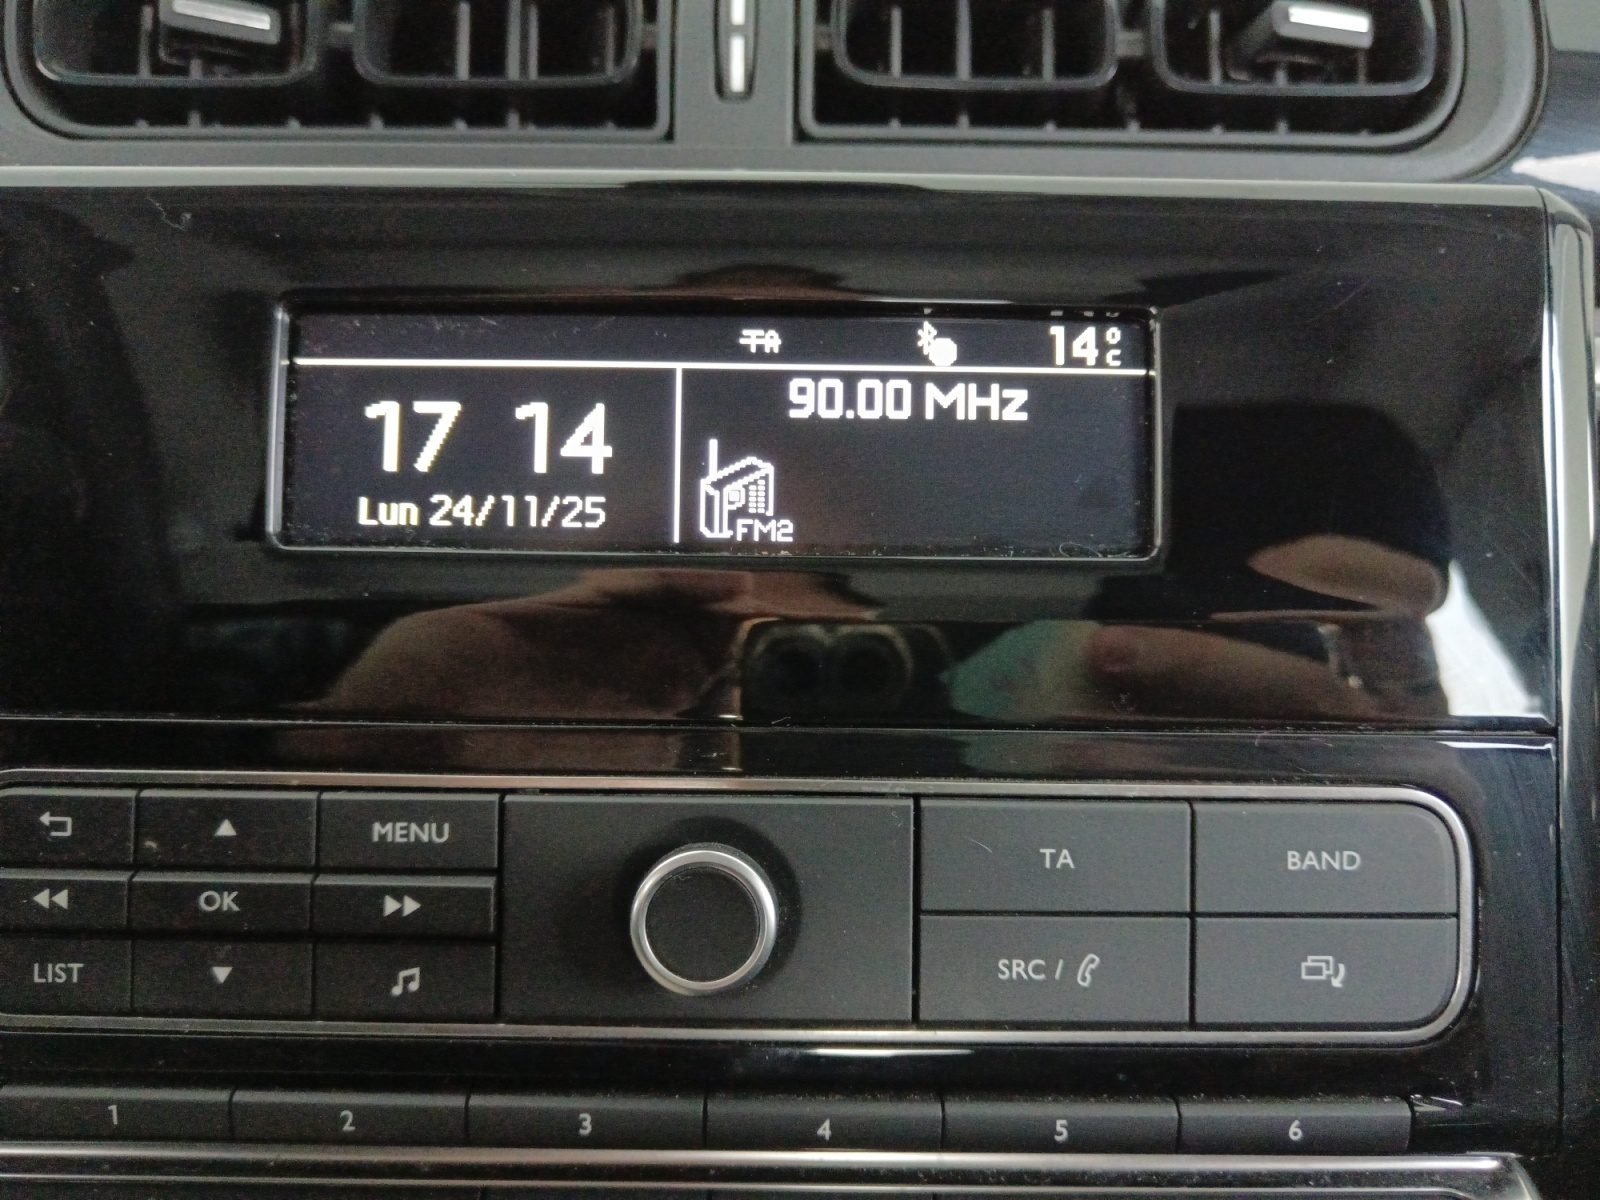 TA 14°C
90.00 MHz
17 14
Lun 24/11/25
FM2
MENU
OK
LIST
TA
BAND
SRC /
1 2 3 4 5 6